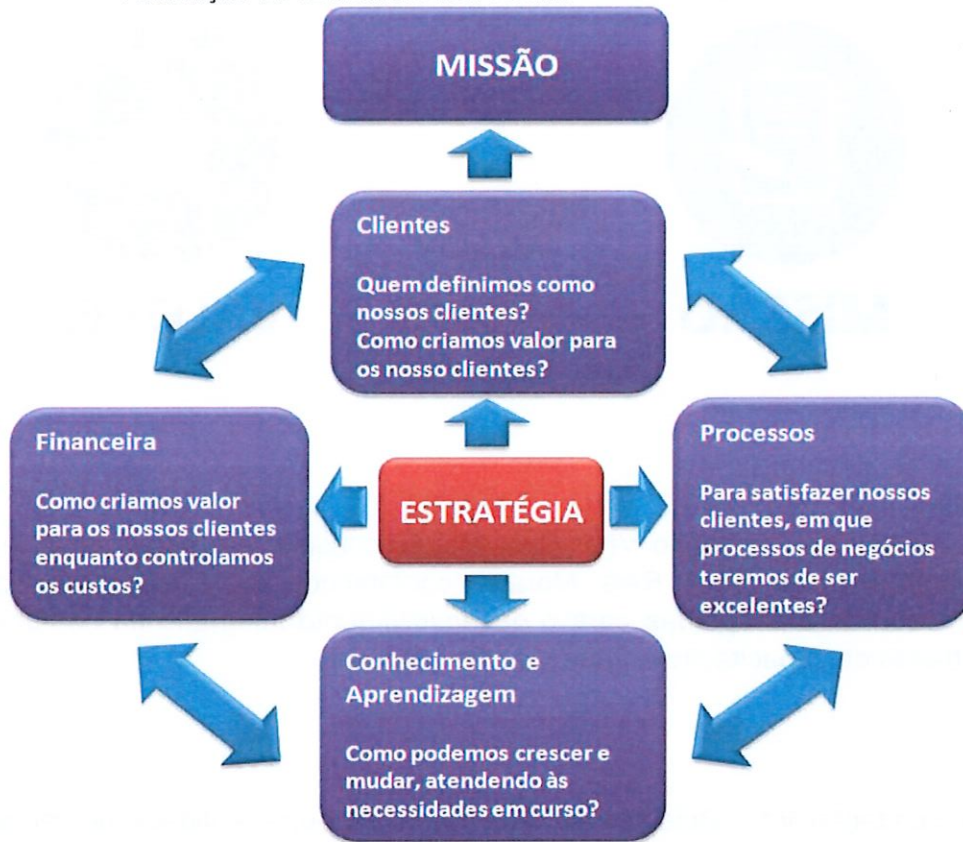 MISSÃO
Clientes
Quem definimos como
nossos clientes?
Como criamos valor para
os nosso clientes?
Financeira
Como criamos valor
para os nossos clientes
enquanto controlamos
os custos?
ESTRATÉGIA
Processos
Para satisfazer nossos
clientes, em que
processos de negócios
teremos de ser
excelentes?
Conhecimento e
Aprendizagem
Como podemos crescer e
mudar, atendendo às
necessidades em curso?